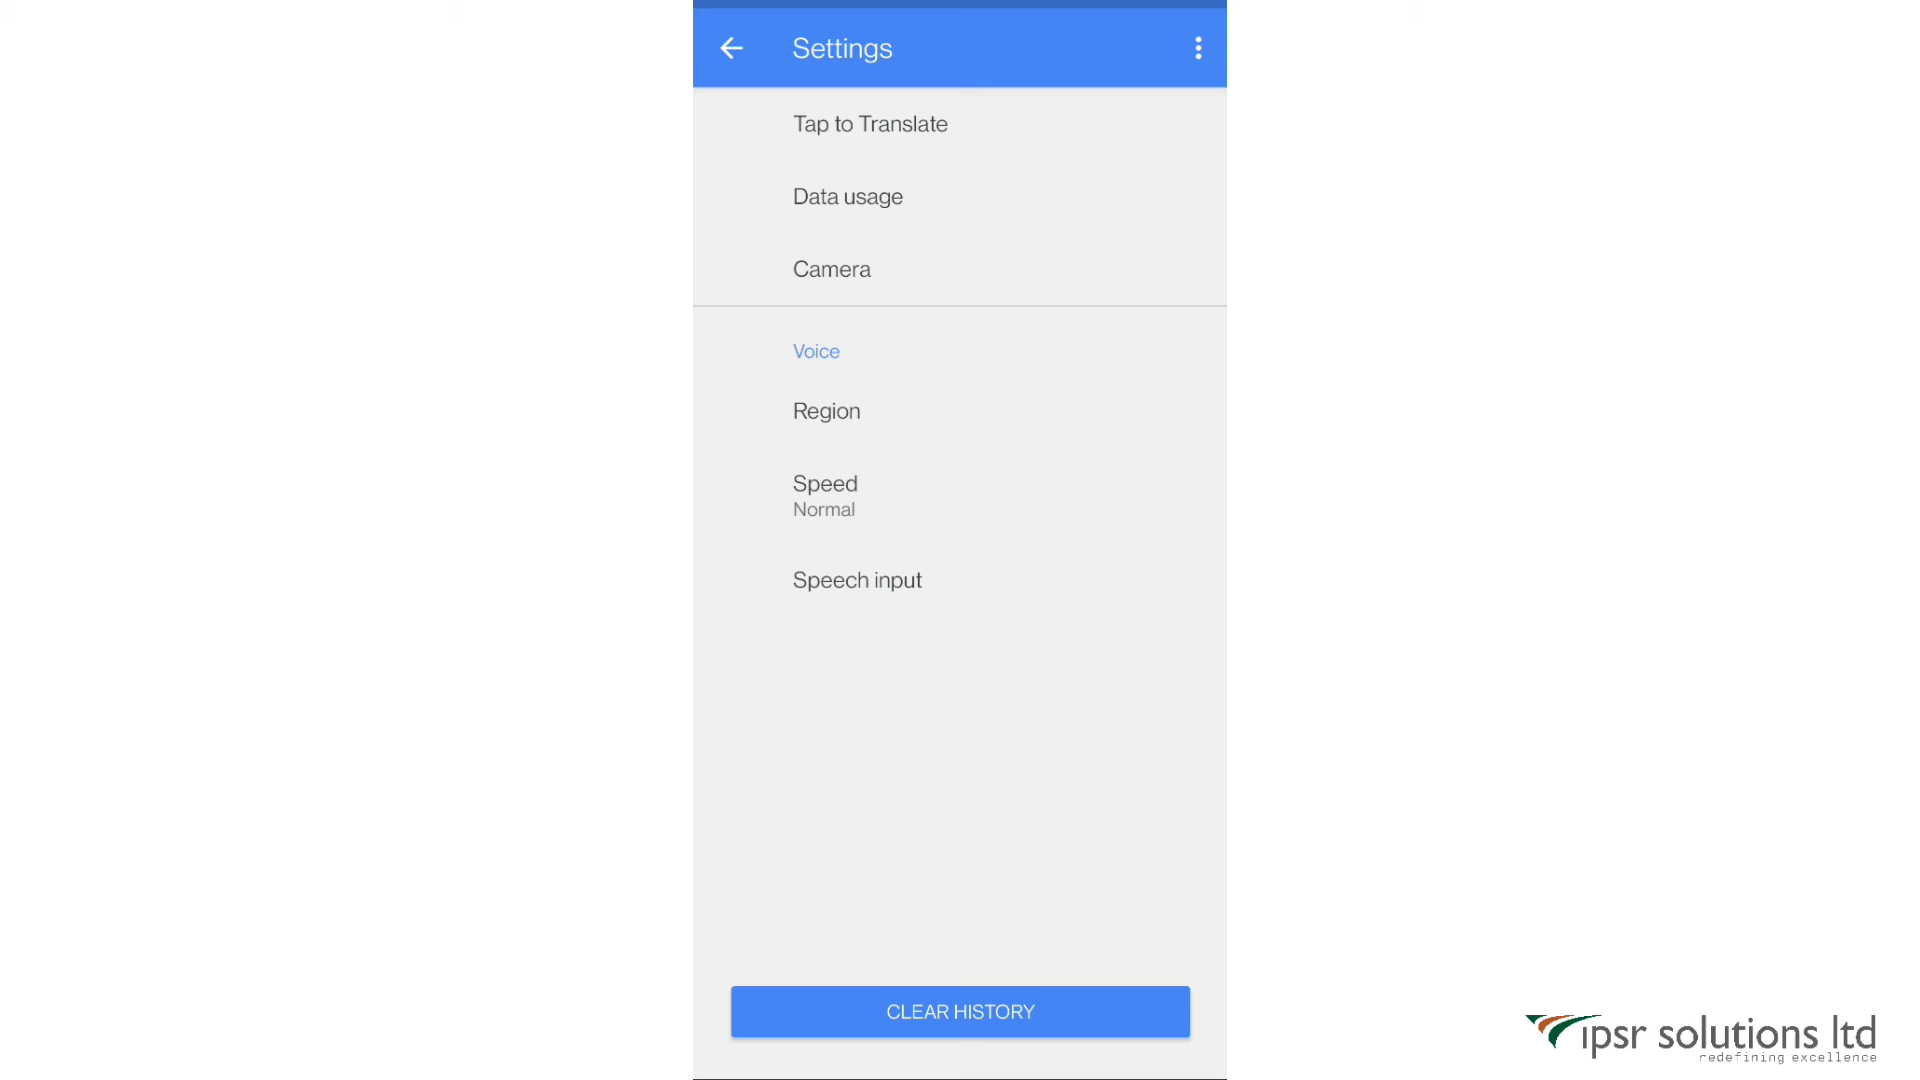 Settings
Tap to Translate
Data usage
Camera
Voice
Region
Speed
Normal
Speech input
CLEAR HISTORY
ipsr solutions ltd
redefining excellence